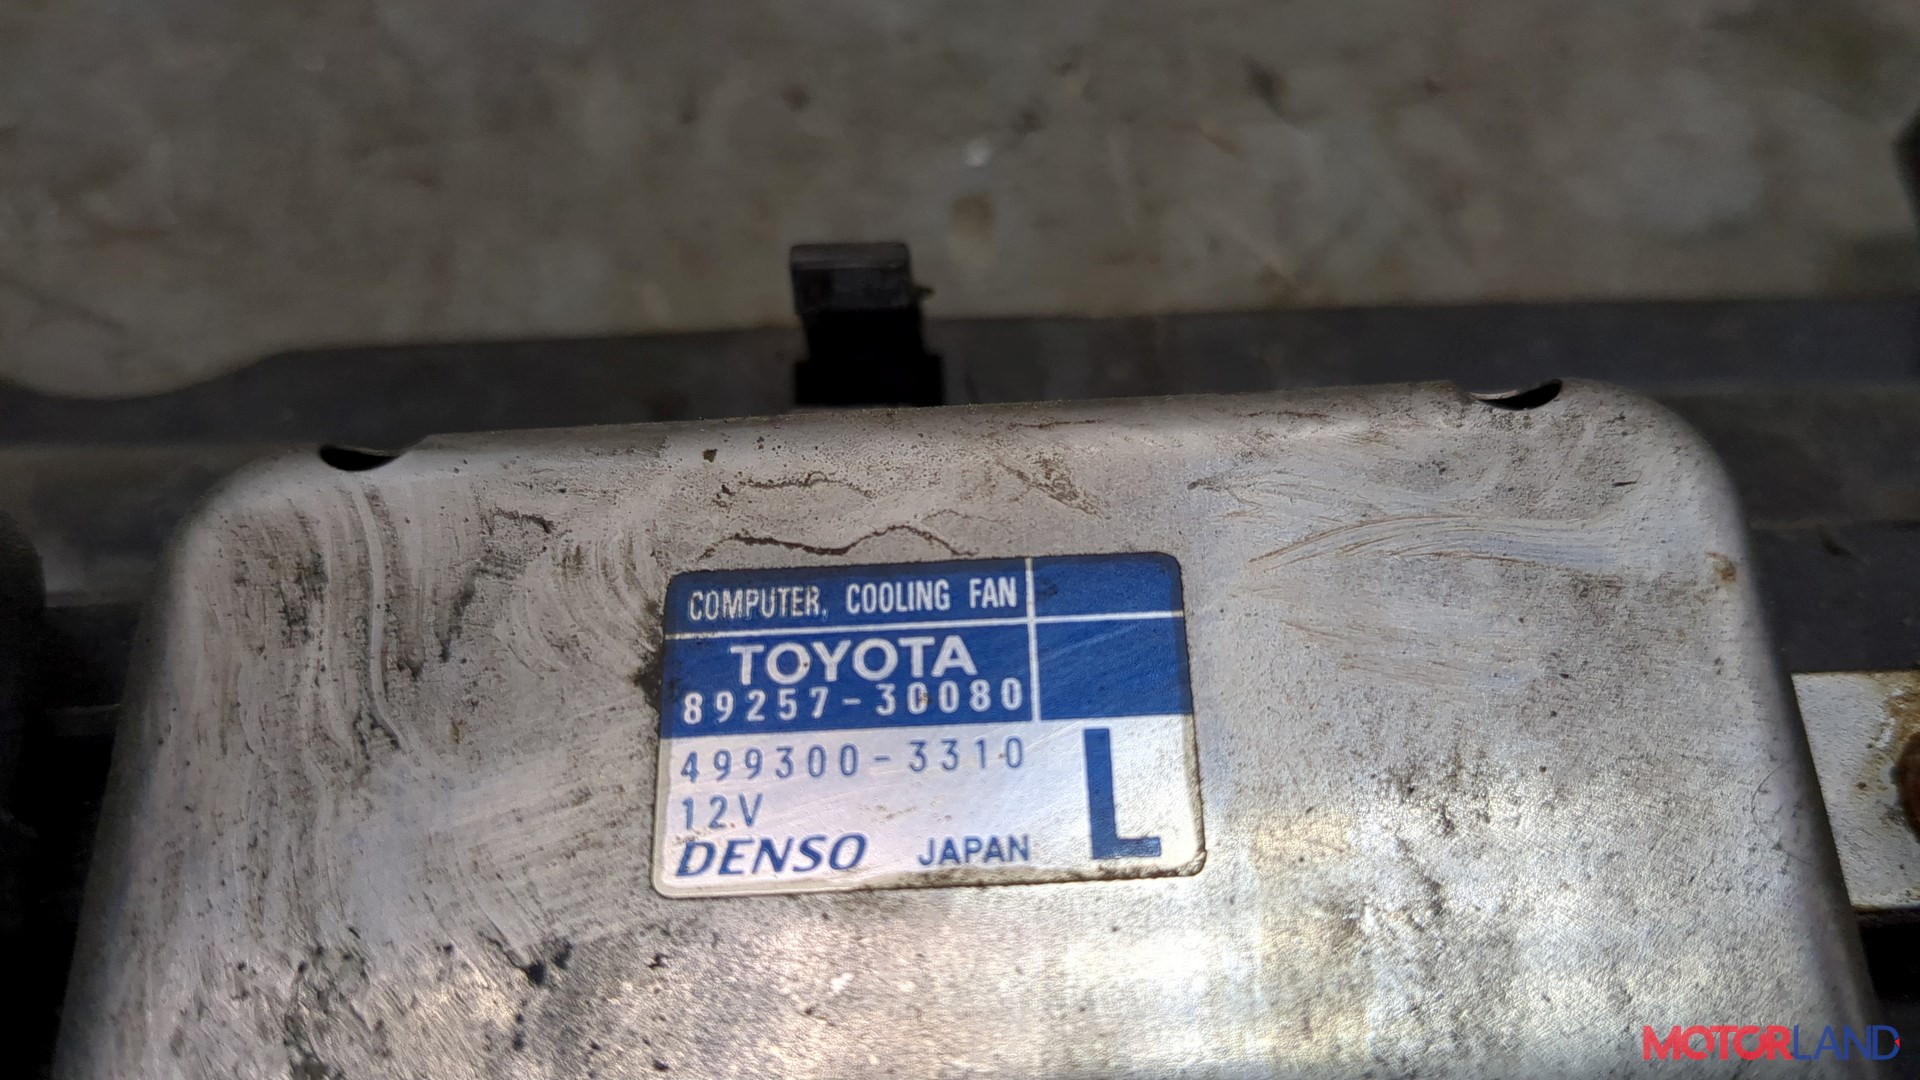 COMPUTER, COOLING FAN
TOYOTA
89257-30080
499300-3310
12V
L
DENSO JAPAN
MOTORLAND